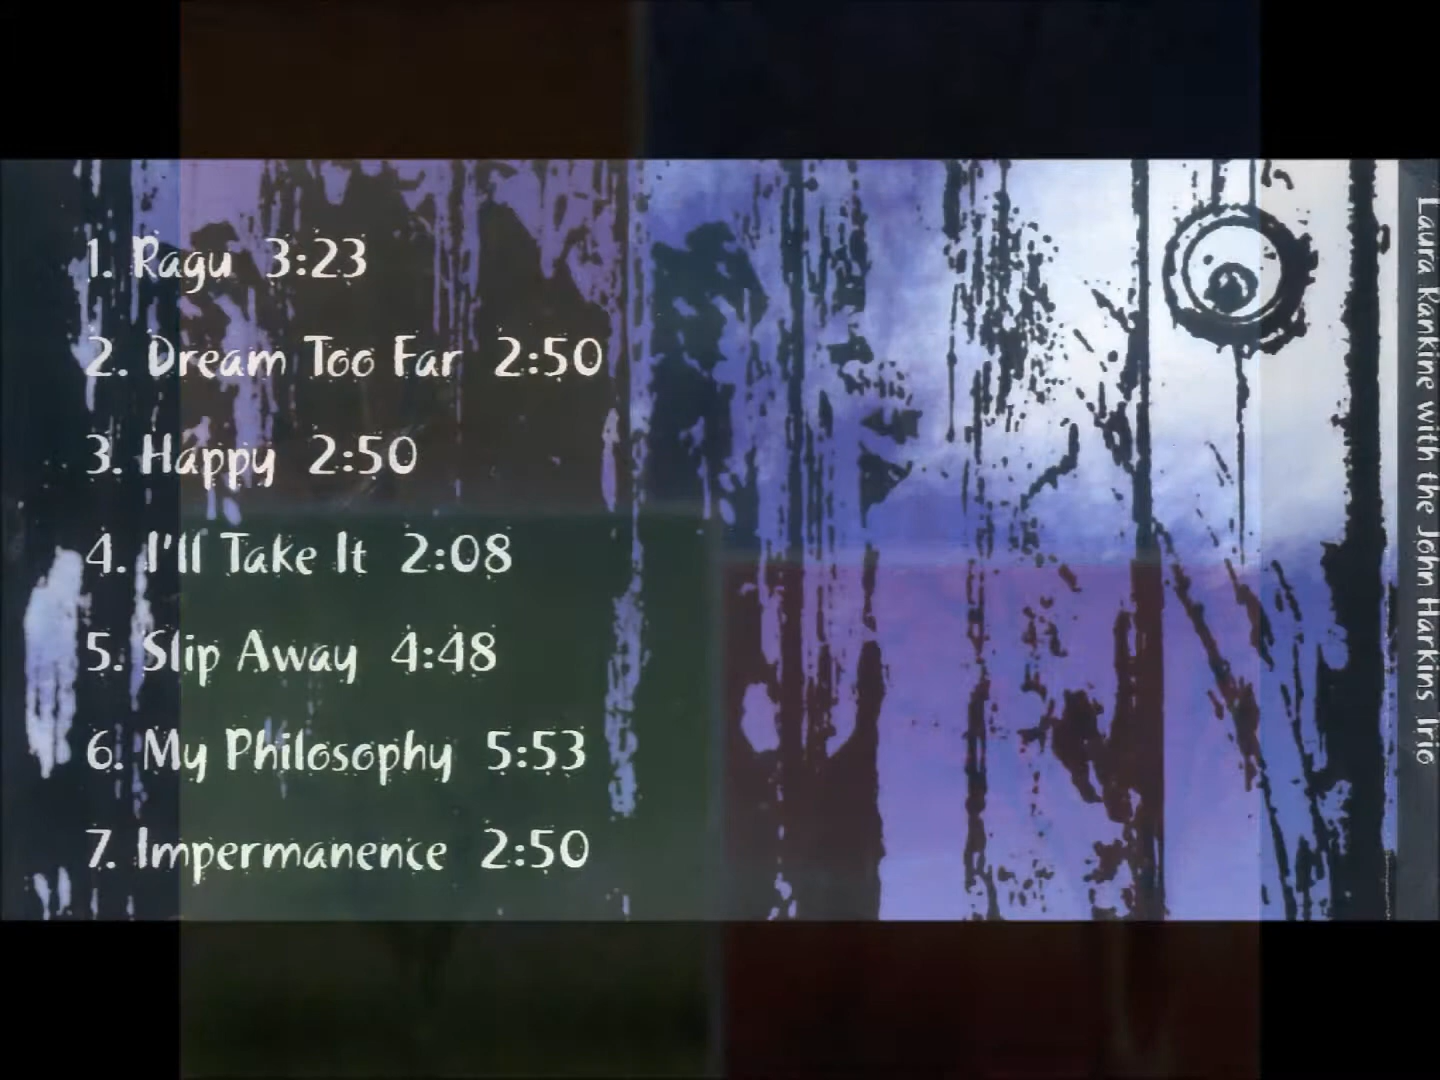 1. Ragu 3:23
2. Dream Too Far 2:50
3. Happy 2:50
4. I'll Take It 2:08
5. Slip Away 4:48
6. My Philosophy 5:53
7. Impermanence 2:50
Laura Rankine with the John Harkins Trio